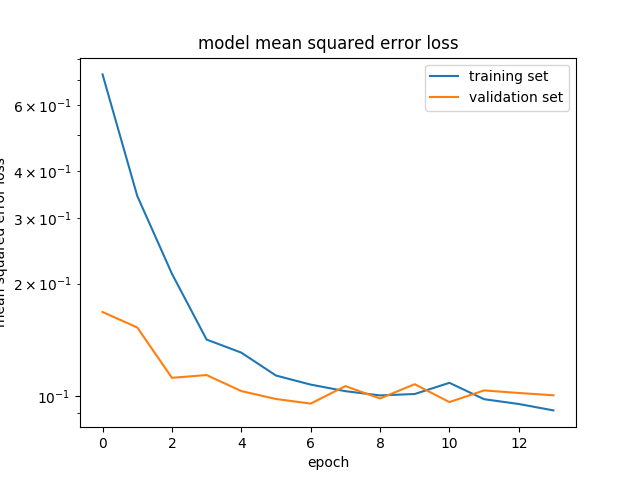 model mean squared error loss
training set
validation set
6 × 10⁻¹
4 × 10⁻¹
3 × 10⁻¹
2 × 10⁻¹
10⁻¹
mean squared error loss
0 2 4 6 8 10 12
epoch